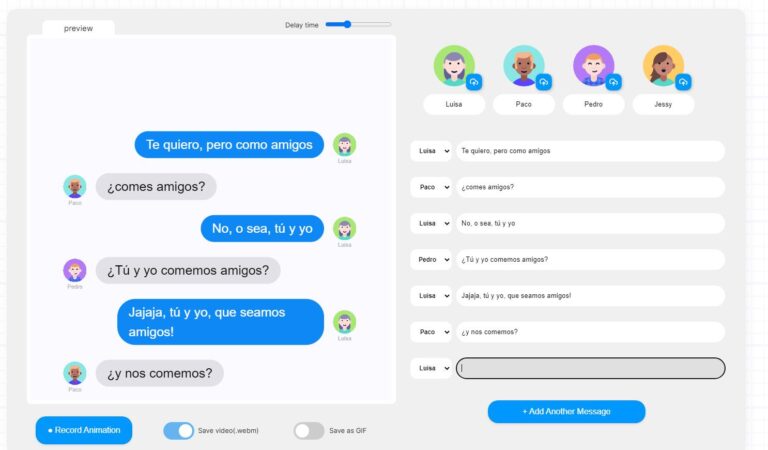 preview
Delay time
Te quiero, pero como amigos
Luisa
¿comes amigos?
Paco
No, o sea, tú y yo
Luisa
¿Tú y yo comemos amigos?
Pedro
Jajaja, tú y yo, que seamos
amigos!
Luisa
¿y nos comemos?
Paco
● Record Animation
Save video(.webm)
Save as GIF
Luisa
Paco
Pedro
Jessy
Luisa Te quiero, pero como amigos
Paco ¿comes amigos?
Luisa No, o sea, tú y yo
Pedro ¿Tú y yo comemos amigos?
Luisa Jajaja, tú y yo, que seamos amigos!
Paco ¿y nos comemos?
Luisa
+ Add Another Message